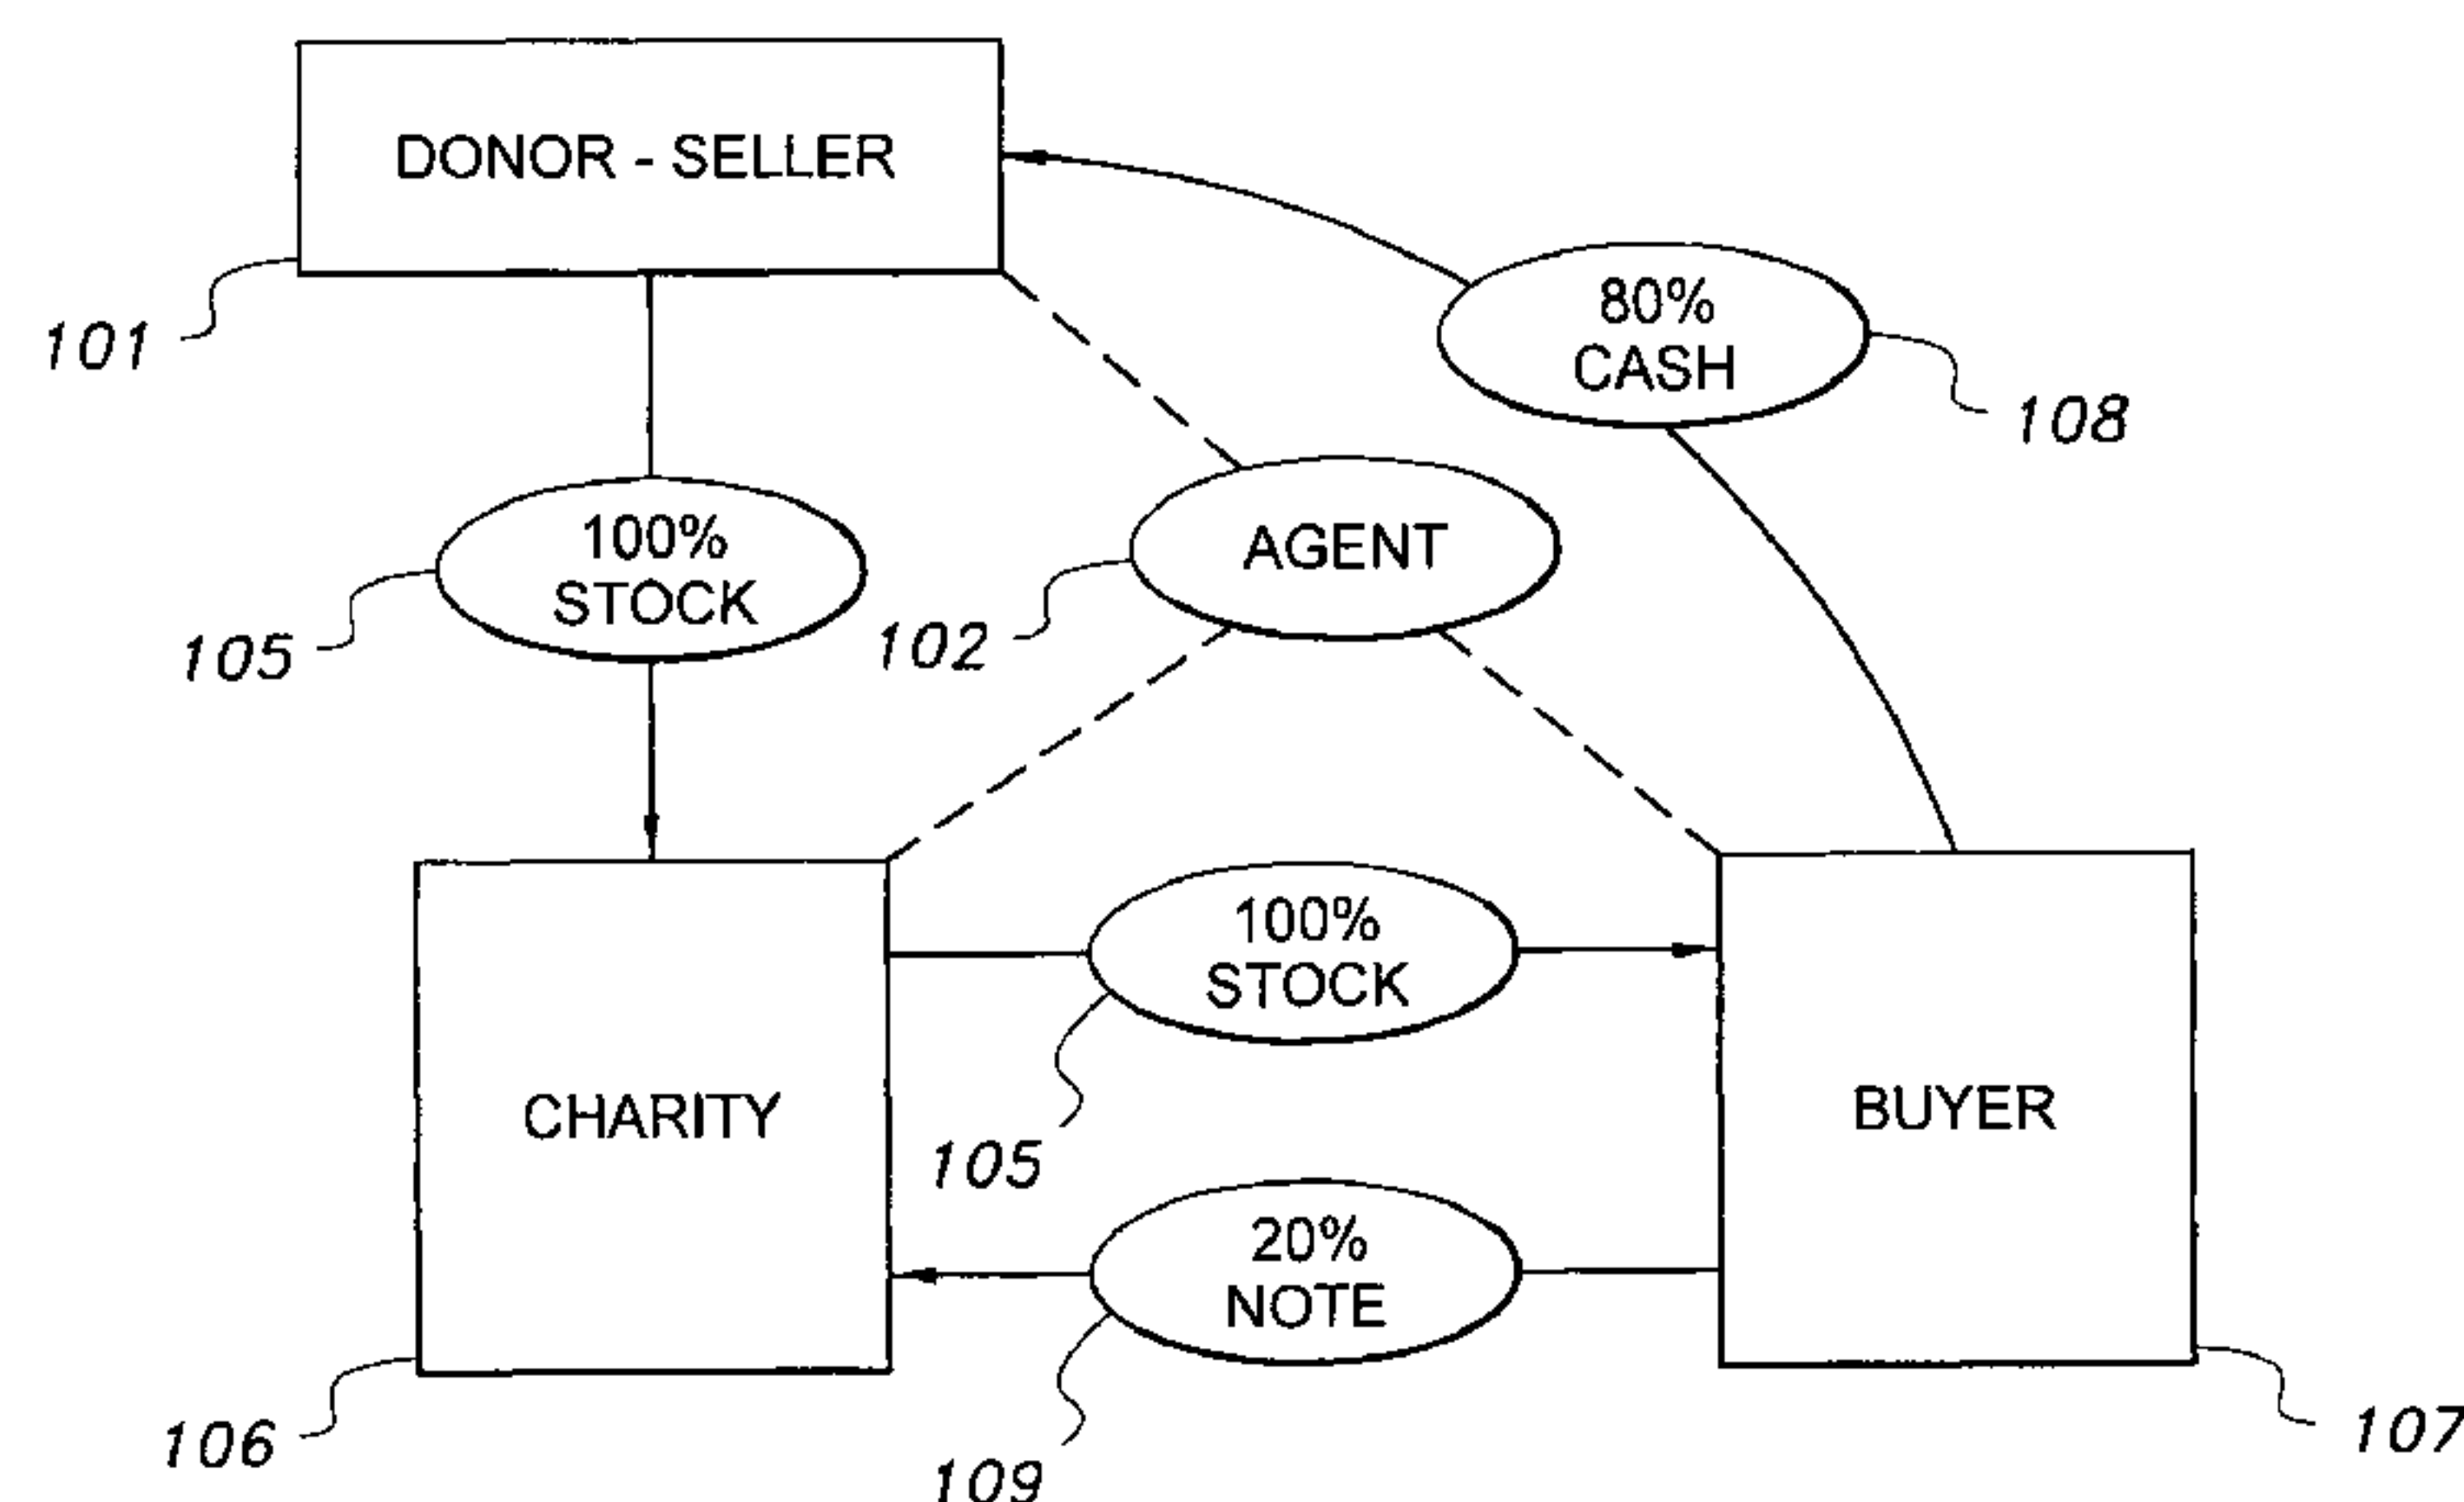 DONOR - SELLER
101
80%
CASH
108
100%
STOCK
105
AGENT
102
100%
STOCK
105
CHARITY
BUYER
20%
NOTE
106
107
109